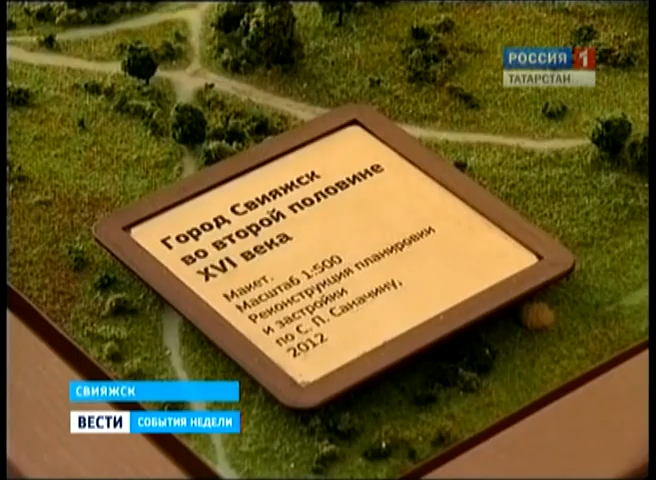 РОССИЯ 1
ТАТАРСТАН
Город Свияжск
во второй половине
XVI века
Макет.
Масштаб 1-500
Реконструкция планировки
и застройки
по С. П. Саначину,
2012
СВИЯЖСК
ВЕСТИ СОБЫТИЯ НЕДЕЛИ